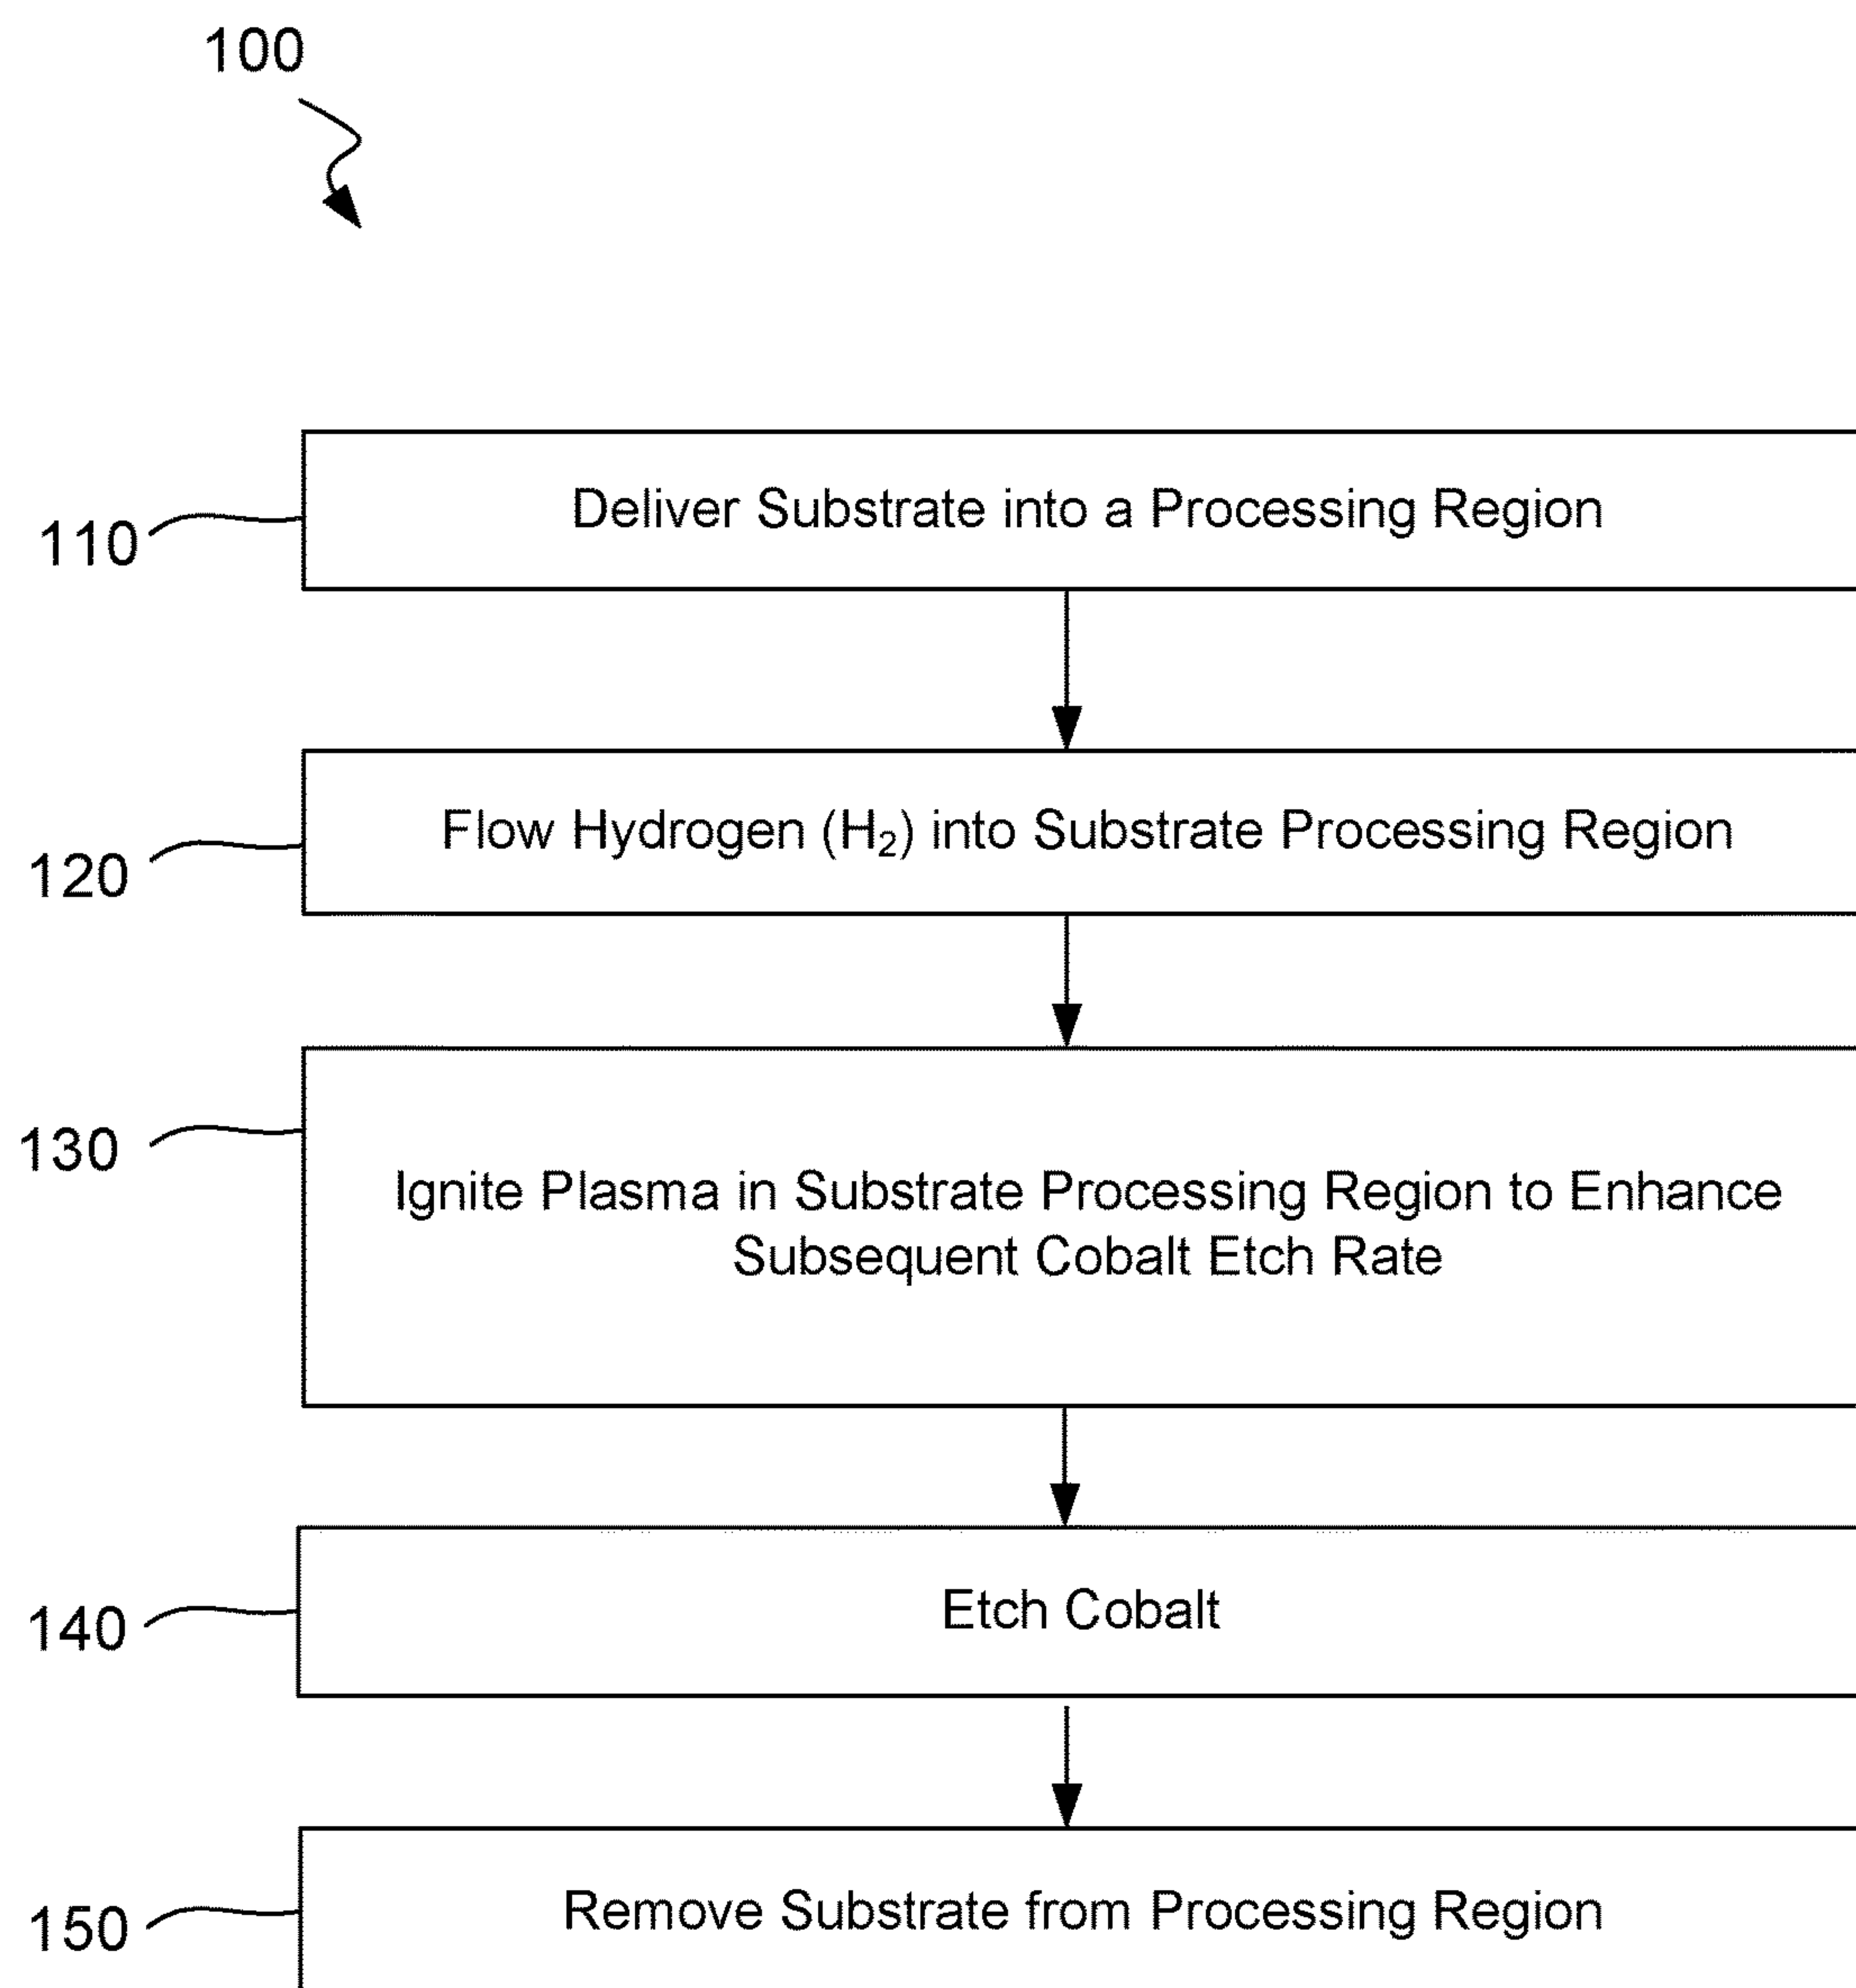 100
110
Deliver Substrate into a Processing Region
120
Flow Hydrogen (H₂) into Substrate Processing Region
130
Ignite Plasma in Substrate Processing Region to Enhance
Subsequent Cobalt Etch Rate
140
Etch Cobalt
150
Remove Substrate from Processing Region